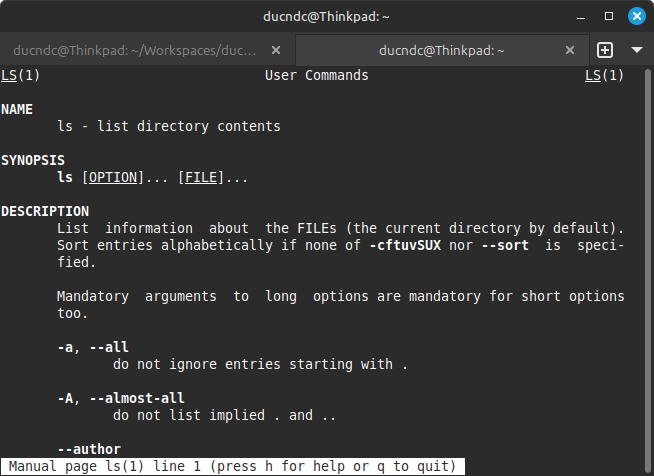 ducndc@Thinkpad: ~
ducndc@Thinkpad: ~/Workspaces/duc...
ducndc@Thinkpad: ~
LS(1) User Commands LS(1)
NAME
ls - list directory contents
SYNOPSIS
ls [OPTION]... [FILE]...
DESCRIPTION
List information about the FILEs (the current directory by default).
Sort entries alphabetically if none of -cftuvSUX nor --sort is speci-
fied.
Mandatory arguments to long options are mandatory for short options
too.
-a, --all
do not ignore entries starting with .
-A, --almost-all
do not list implied . and ..
--author
Manual page ls(1) line 1 (press h for help or q to quit)